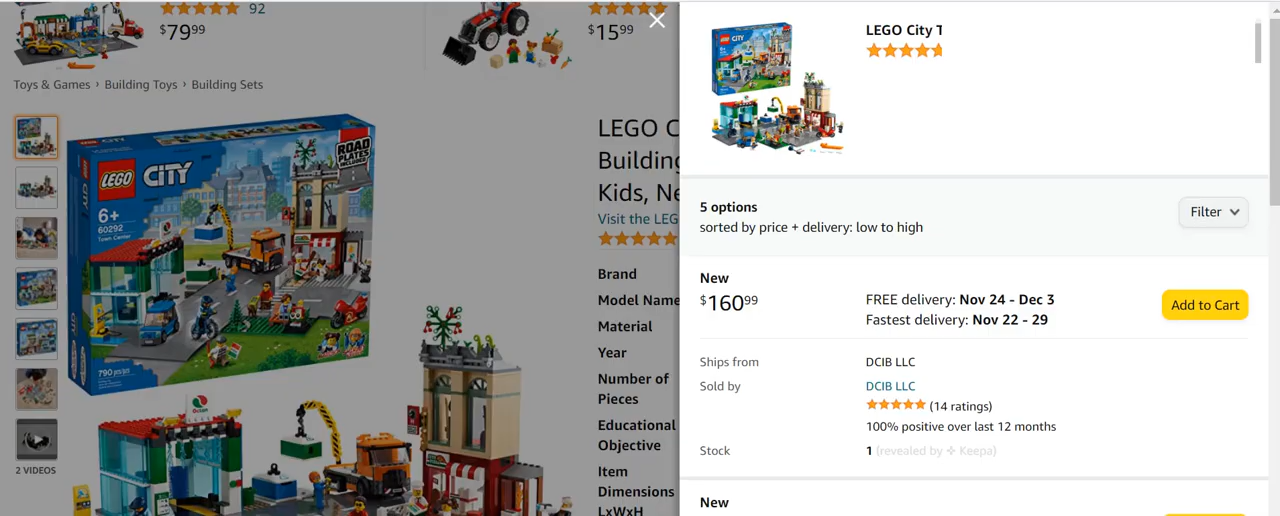 92
$79.99
$15.99
Toys & Games › Building Toys › Building Sets
ROAD
PLATES
INCLUDED
LEGO CITY
6+
60292
Town Center
790 pcs/pzs
2 VIDEOS
LEGO C
Building
Kids, Ne
Visit the LEG
Brand
Model Name
Material
Year
Number of
Pieces
Educational
Objective
Item
Dimensions
LxWxH
LEGO City T
5 options
sorted by price + delivery: low to high
Filter
New
$160.99
FREE delivery: Nov 24 - Dec 3
Fastest delivery: Nov 22 - 29
Add to Cart
Ships from DCIB LLC
Sold by DCIB LLC
(14 ratings)
100% positive over last 12 months
Stock 1 (revealed by Keepa)
New